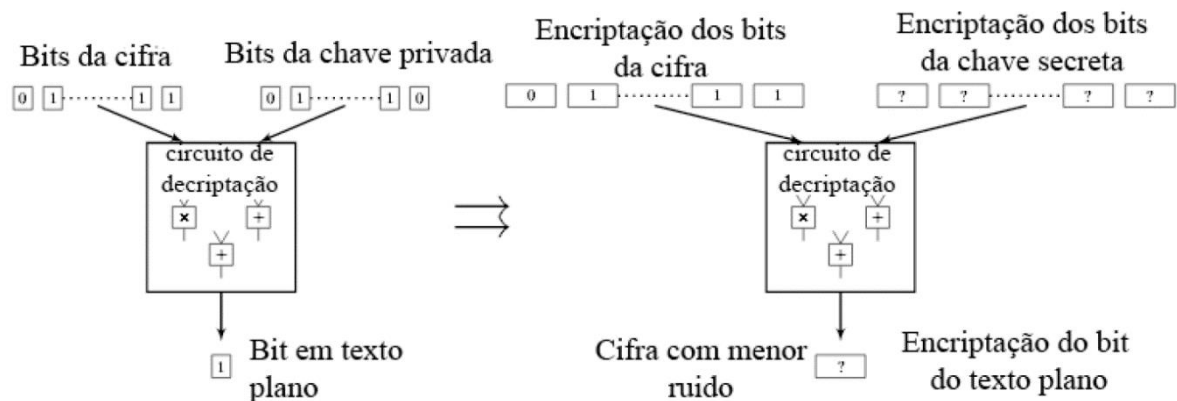 Bits da cifra
0 1 1 1
Bits da chave privada
0 1 1 0
circuito de
decriptação
× +
+
1
Bit em texto
plano
Encriptação dos bits
da cifra
0 1 1 1
Encriptação dos bits
da chave secreta
? ? ? ?
circuito de
decriptação
× +
+
Cifra com menor
ruido
?
Encriptação do bit
do texto plano